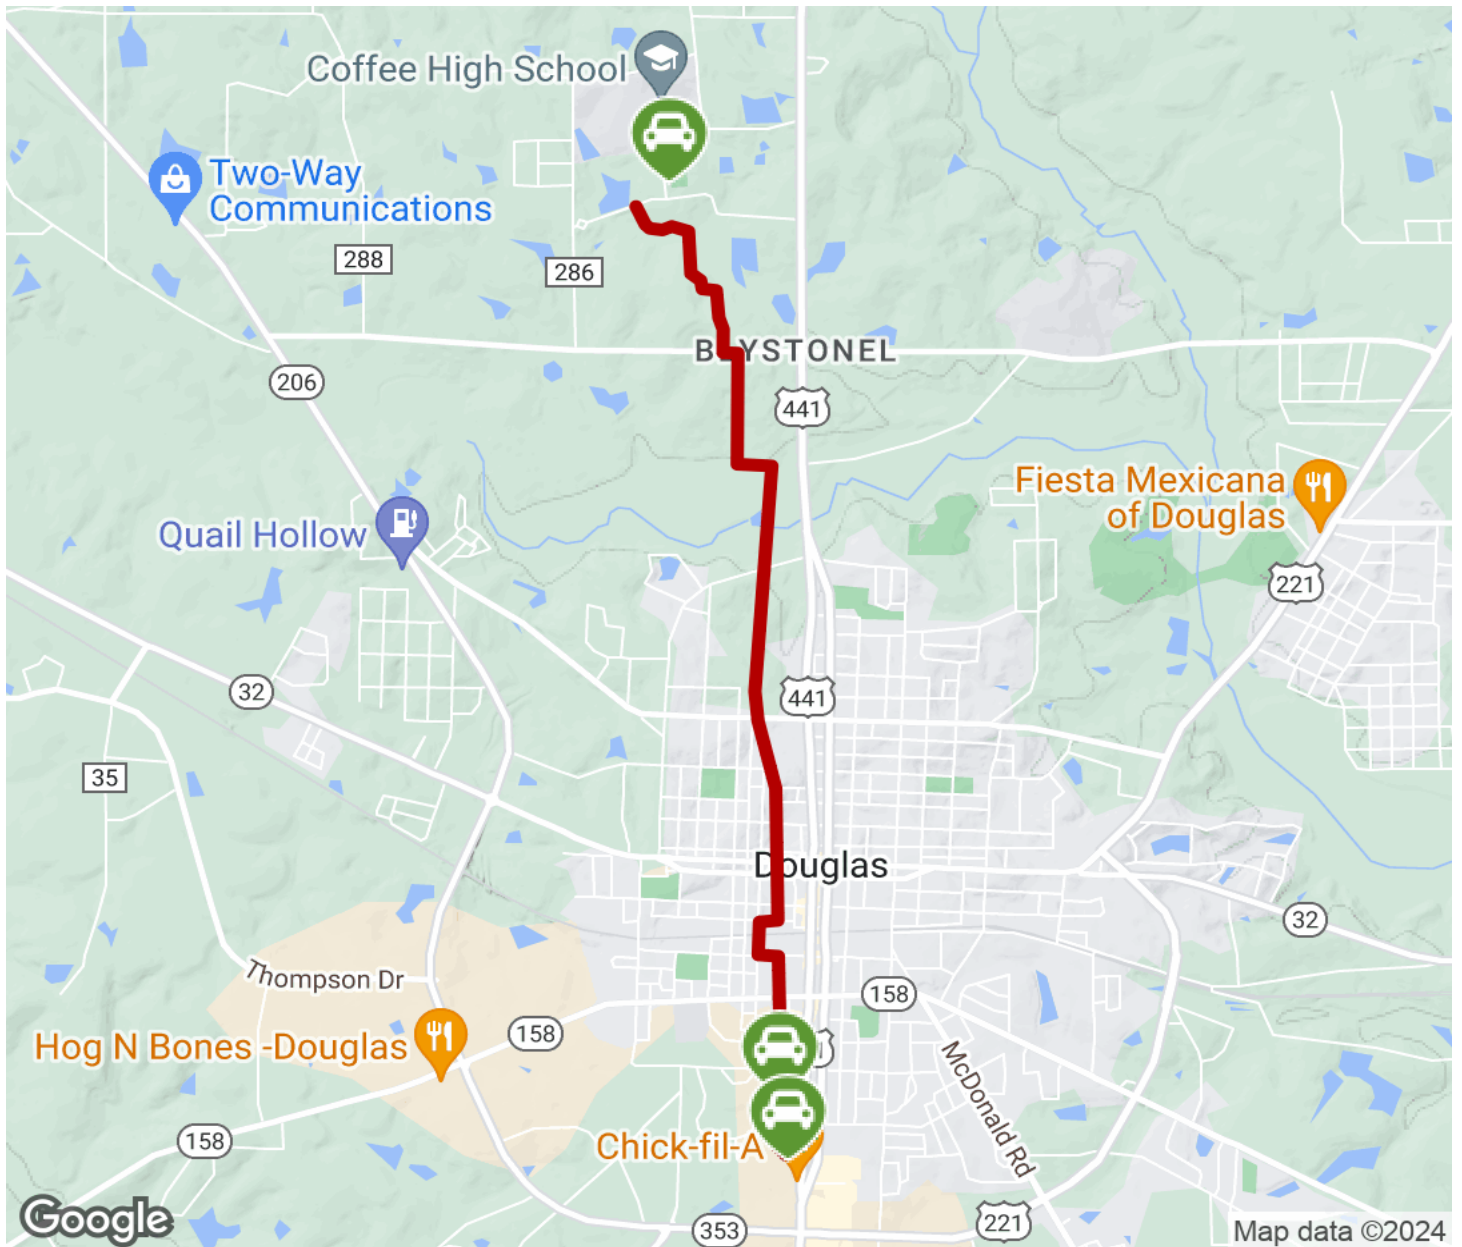 Coffee High School
Two-Way
Communications
288
286
B YSTONEL
206
441
Fiesta Mexicana
of Douglas
Quail Hollow
221
32
441
35
Douglas
32
Thompson Dr
158
Hog N Bones -Douglas
158
McDonald Rd
158
Chick-fil-A
353
221
Google
Map data ©2024